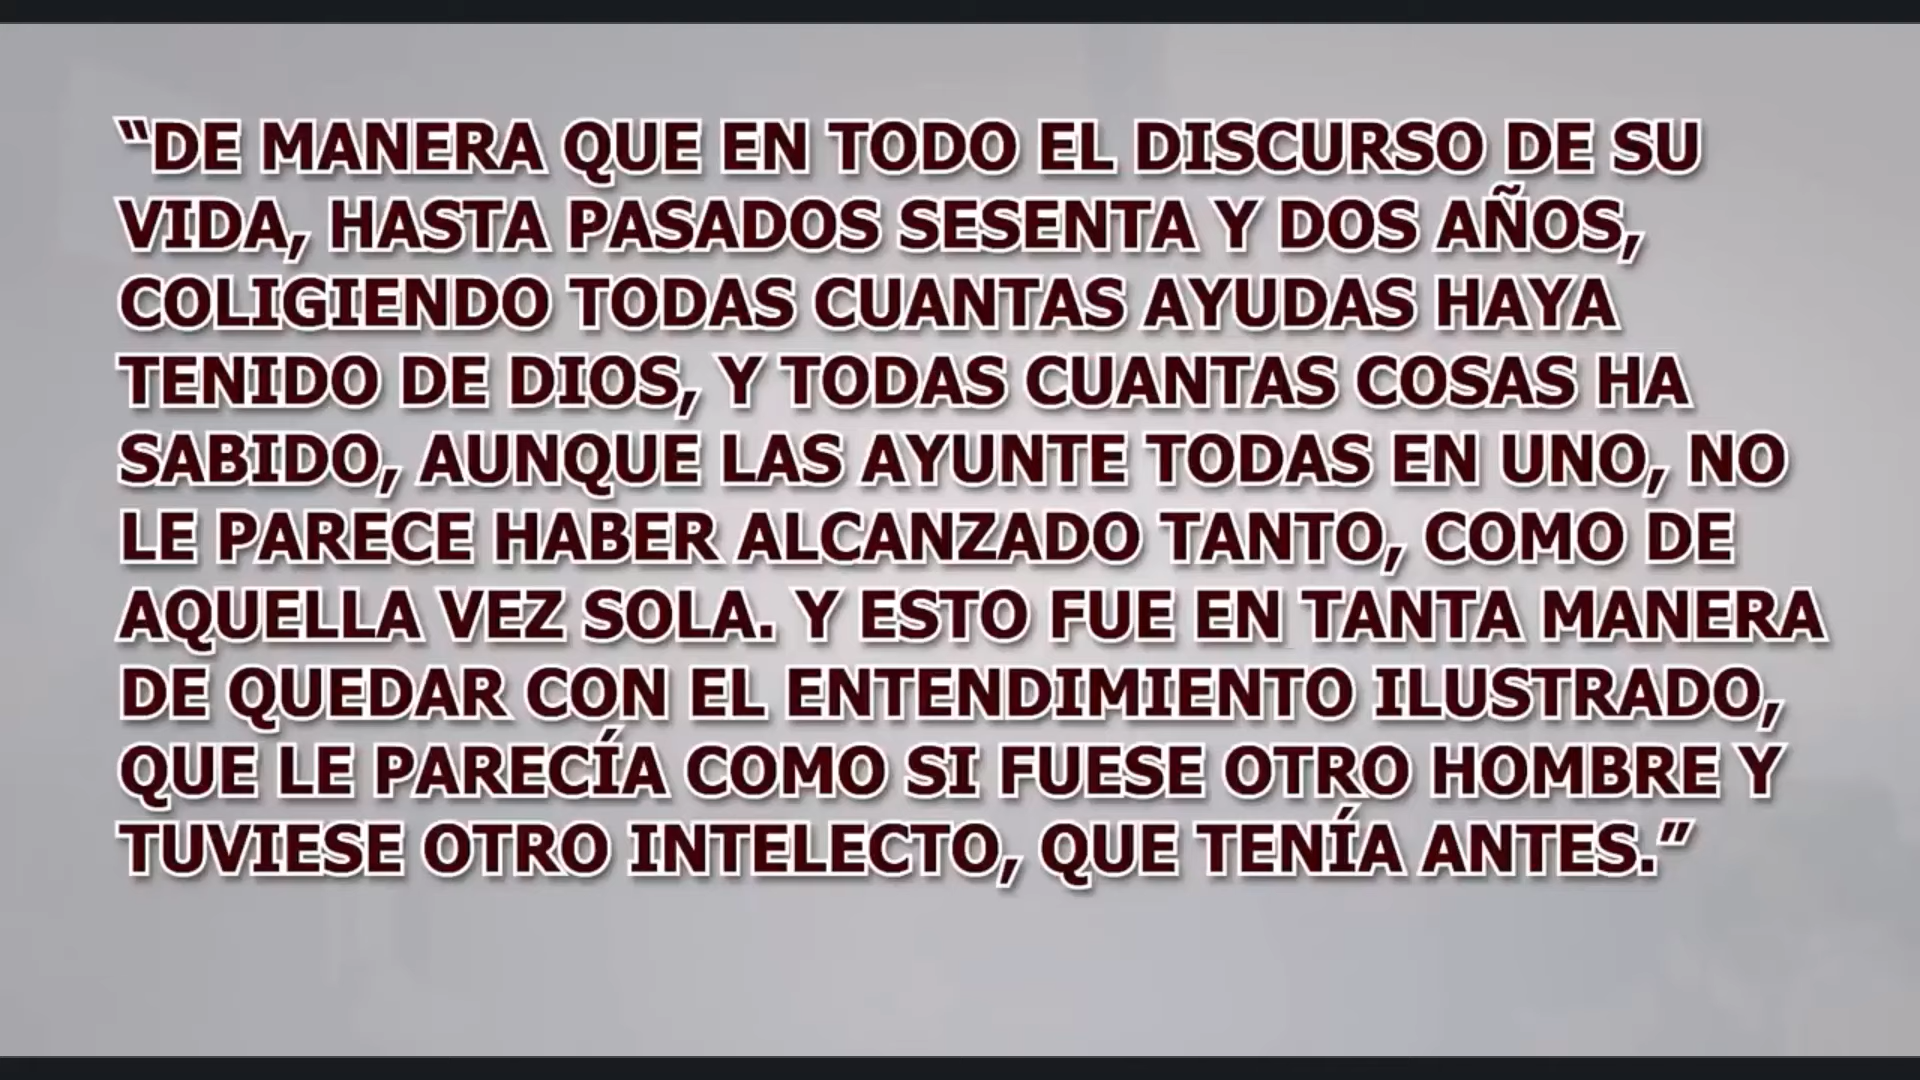 “DE MANERA QUE EN TODO EL DISCURSO DE SU
VIDA, HASTA PASADOS SESENTA Y DOS AÑOS,
COLIGIENDO TODAS CUANTAS AYUDAS HAYA
TENIDO DE DIOS, Y TODAS CUANTAS COSAS HA
SABIDO, AUNQUE LAS AYUNTE TODAS EN UNO, NO
LE PARECE HABER ALCANZADO TANTO, COMO DE
AQUELLA VEZ SOLA. Y ESTO FUE EN TANTA MANERA
DE QUEDAR CON EL ENTENDIMIENTO ILUSTRADO,
QUE LE PARECÍA COMO SI FUESE OTRO HOMBRE Y
TUVIESE OTRO INTELECTO, QUE TENÍA ANTES.”